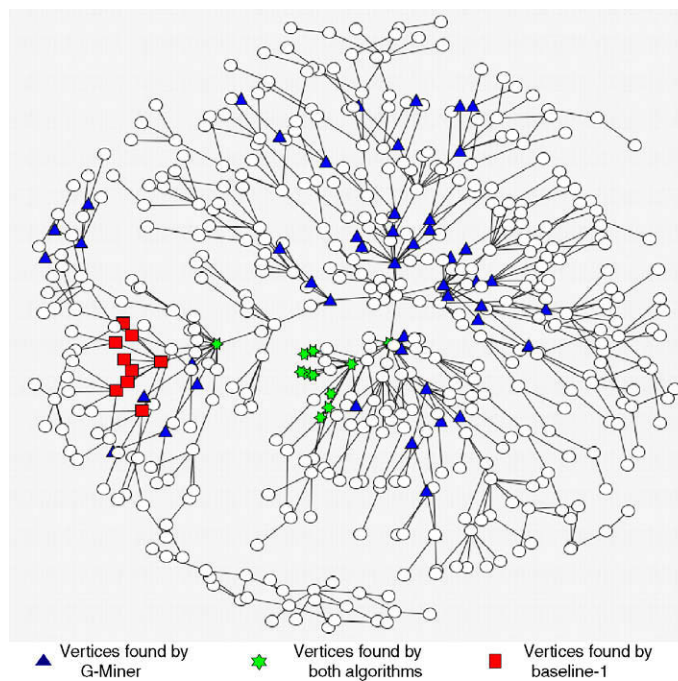 Vertices found by
G-Miner
Vertices found by
both algorithms
Vertices found by
baseline-1